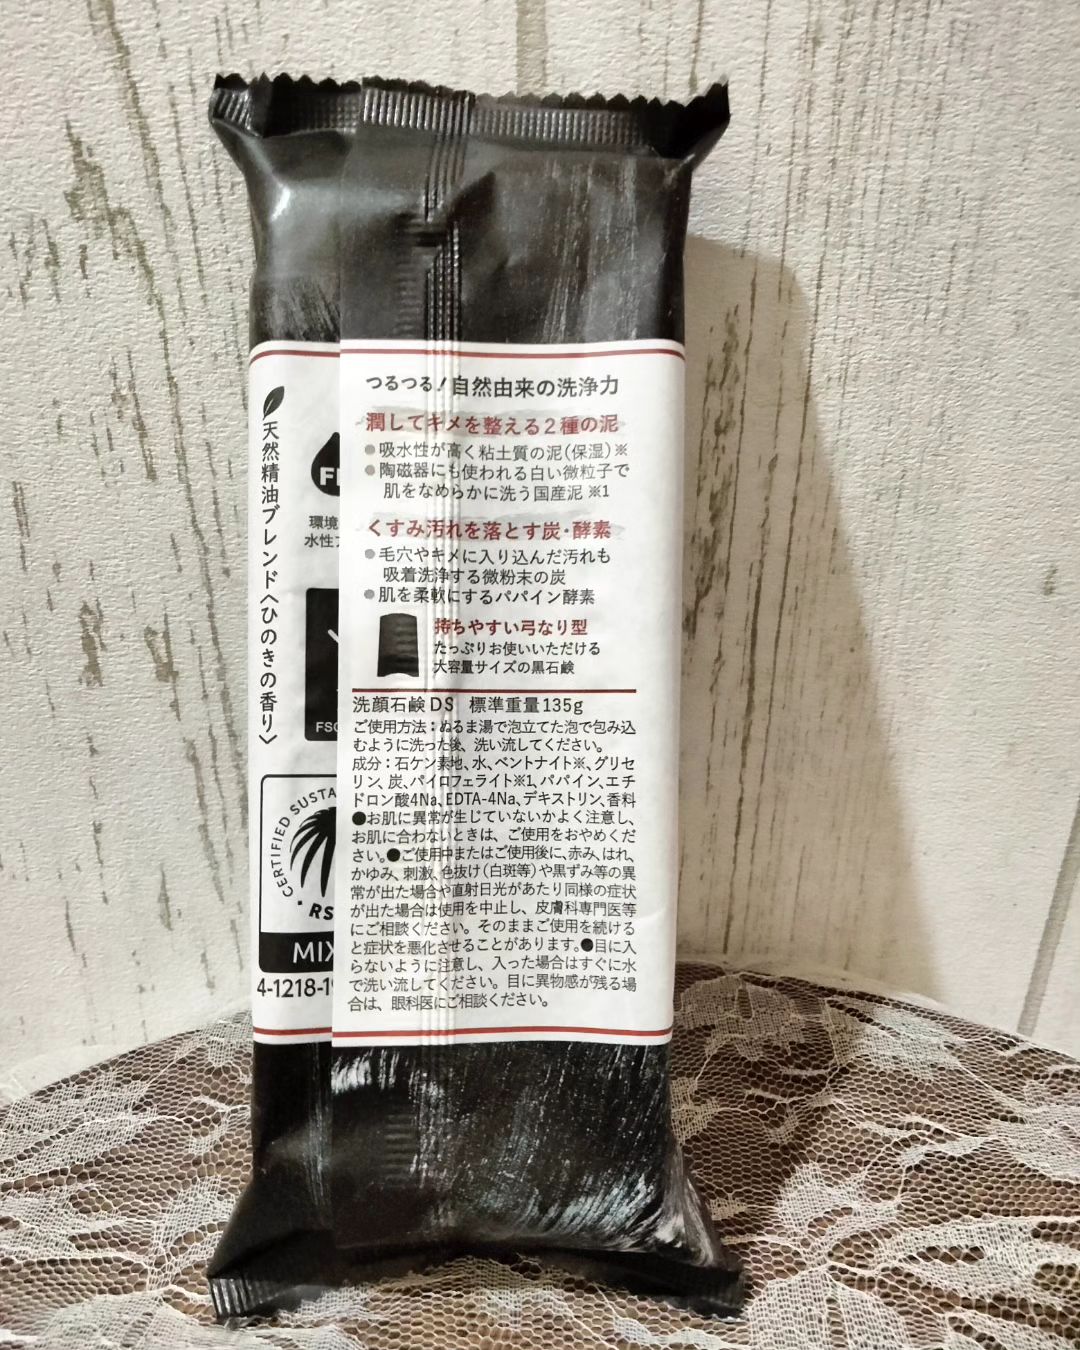 つるつる!自然由来の洗浄力
潤してキメを整える2種の泥
●吸水性が高く粘土質の泥(保湿)※
●陶磁器にも使われる白い微粒子で
肌をなめらかに洗う国産泥 ※1
くすみ汚れを落とす炭・酵素
●毛穴やキメに入り込んだ汚れも
吸着洗浄する微粉末の炭
●肌を柔軟にするパパイン酵素
持ちやすい弓なり型
たっぷりお使いいただける
大容量サイズの黒石鹸
洗顔石鹸DS 標準重量135g
ご使用方法:ぬるま湯で泡立てた泡で包み込
むように洗った後、洗い流してください。
成分:石ケン素地、水、ベントナイト※、グリセ
リン、炭、パイロフェライト※1、パパイン、エチ
ドロン酸4Na、EDTA-4Na、デキストリン、香料
●お肌に異常が生じていないかよく注意し、
お肌に合わないときは、ご使用をおやめくだ
さい。●ご使用中またはご使用後に、赤み、はれ、
かゆみ、刺激、色抜け(白斑等)や黒ずみ等の異
常が出た場合や直射日光があたり同様の症状
が出た場合は使用を中止し、皮膚科専門医等
にご相談ください。そのままご使用を続ける
と症状を悪化させることがあります。●目に入
らないように注意し、入った場合はすぐに水
で洗い流してください。目に異物感が残る場
合は、眼科医にご相談ください。
天然精油ブレンド〈ひのきの香り〉
環境
水性
FSC
CERTIFIED SUSTA
RS
MIX
4-1218-1